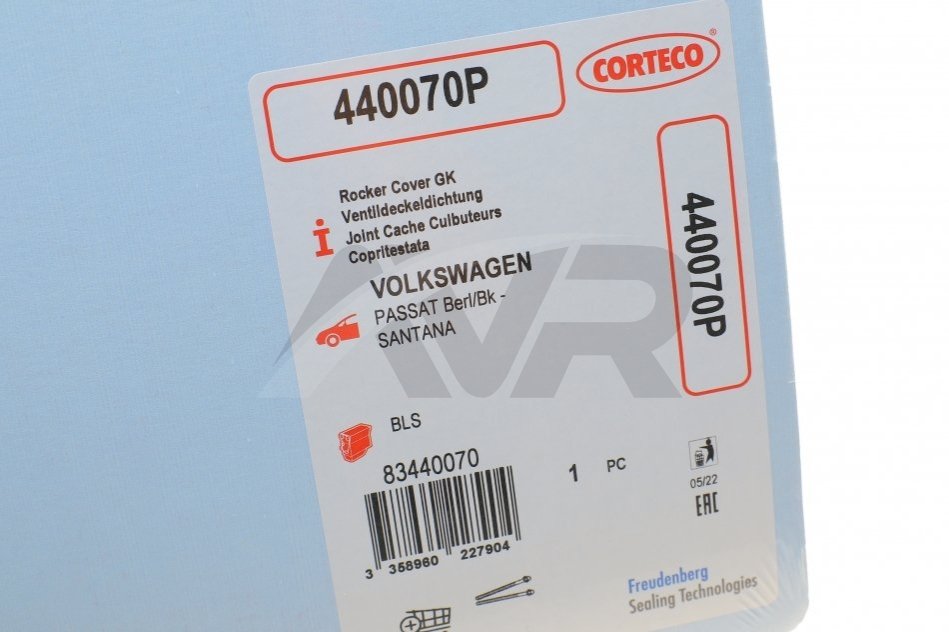 440070P
CORTECO®
Rocker Cover GK
Ventildeckeldichtung
Joint Cache Culbuteurs
Copritestata
i
440070P
VOLKSWAGEN
PASSAT Berl/Bk -
SANTANA
AVR
BLS
83440070
1 PC
05/22
EAC
3 358960 227904
Freudenberg
Sealing Technologies